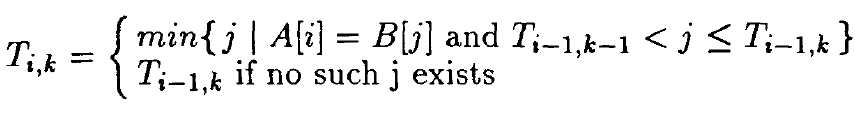 T_{i,k} = { min{ j | A[i] = B[j] and T_{i−1,k−1} < j ≤ T_{i−1,k} }
T_{i−1,k} if no such j exists